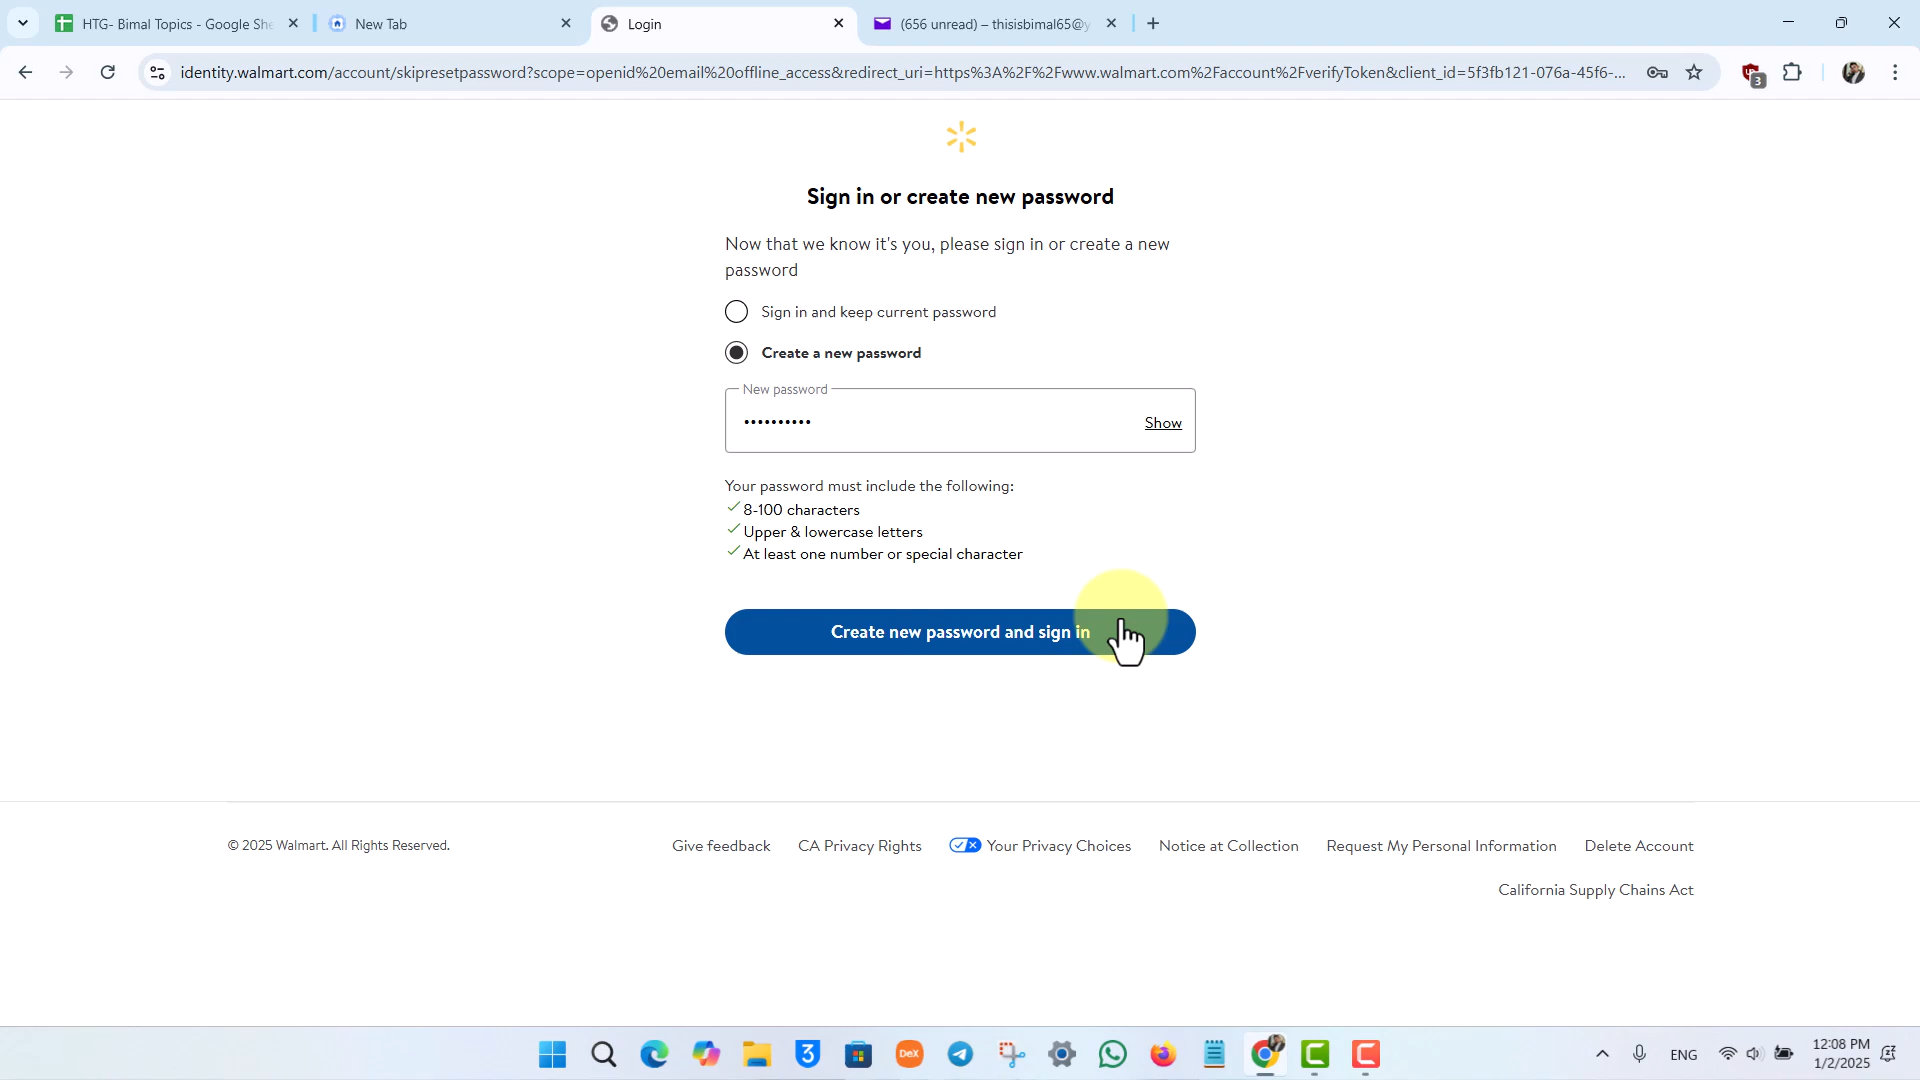 HTG- Bimal Topics - Google She
New Tab
Login
(656 unread) – thisisbimal65@y
identity.walmart.com/account/skipresetpassword?scope=openid%20email%20offline_access&redirect_uri=https%3A%2F%2Fwww.walmart.com%2Faccount%2FverifyToken&client_id=5f3fb121-076a-45f6-...
3
Sign in or create new password
Now that we know it's you, please sign in or create a new
password
Sign in and keep current password
Create a new password
New password
••••••••••
Show
Your password must include the following:
8-100 characters
Upper & lowercase letters
At least one number or special character
Create new password and sign in
© 2025 Walmart. All Rights Reserved.
Give feedback
CA Privacy Rights
Your Privacy Choices
Notice at Collection
Request My Personal Information
Delete Account
California Supply Chains Act
3
DeX
ENG
12:08 PM
1/2/2025